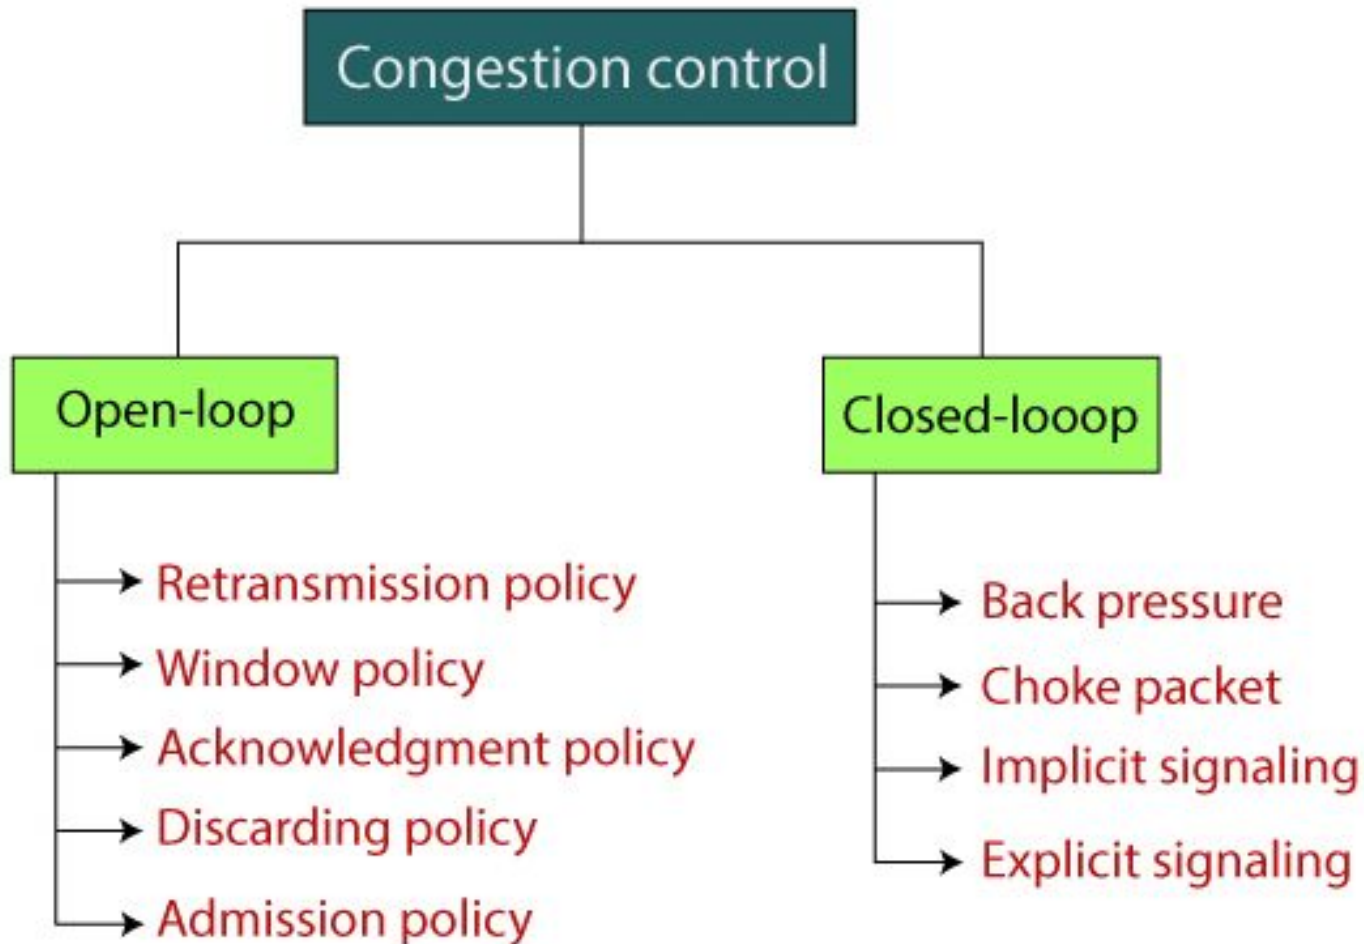 Congestion control
Open-loop
Closed-looop
Retransmission policy
Window policy
Acknowledgment policy
Discarding policy
Admission policy
Back pressure
Choke packet
Implicit signaling
Explicit signaling